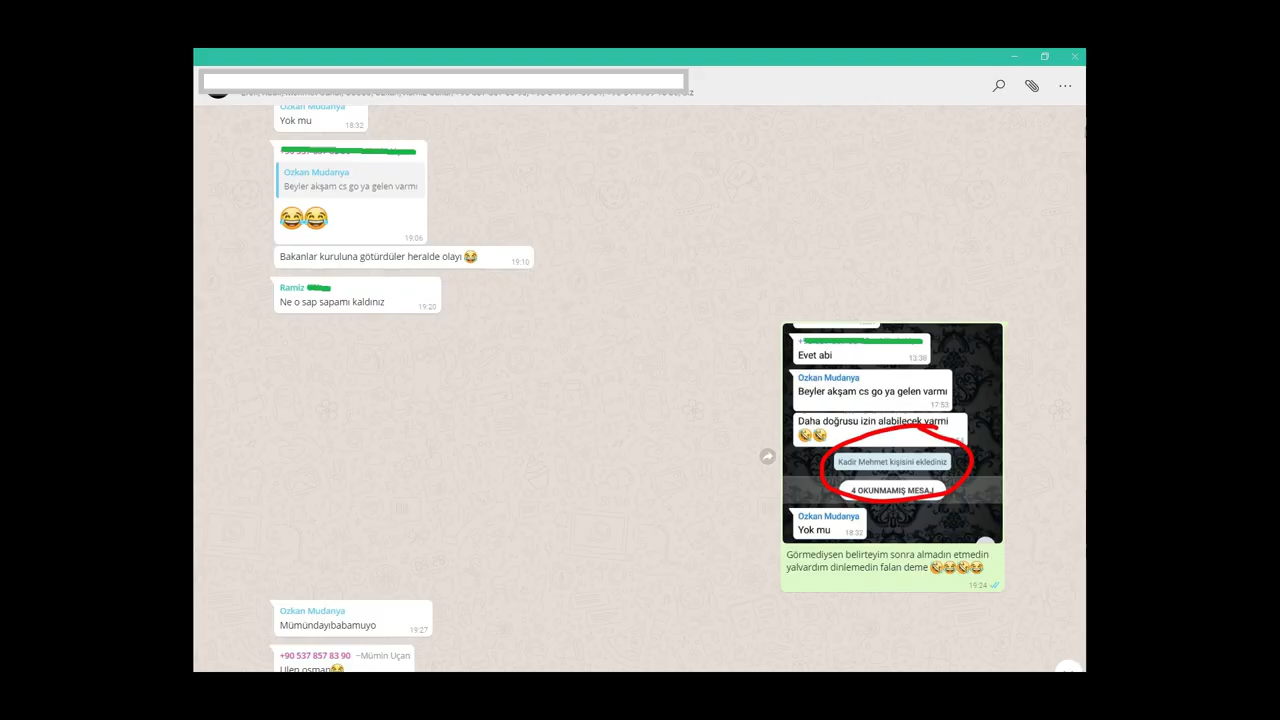 Ozkan Mudanya
Yok mu
18:32
Ozkan Mudanya
Beyler akşam cs go ya gelen varmı
😂😂
19:06
Bakanlar kuruluna götürdüler heralde olayı 😂
19:10
Ramiz
Ne o sap sapamı kaldınız
19:20
Evet abi
Ozkan Mudanya
Beyler akşam cs go ya gelen varmı
17:53
Daha doğrusu izin alabilecek varmi
🤣🤣
Kadir Mehmet kişisini eklediniz
4 OKUNMAMIŞ MESAJ
Ozkan Mudanya
Yok mu
18:32
Görmediysen belirteyim sonra almadın etmedin
yalvardım dinlemedin falan deme 🤣😂🤣😂
19:24
Ozkan Mudanya
Mümündayıbabamuyo
19:27
+90 537 857 83 90 ~Mümin Uçan
Ulen osman😂